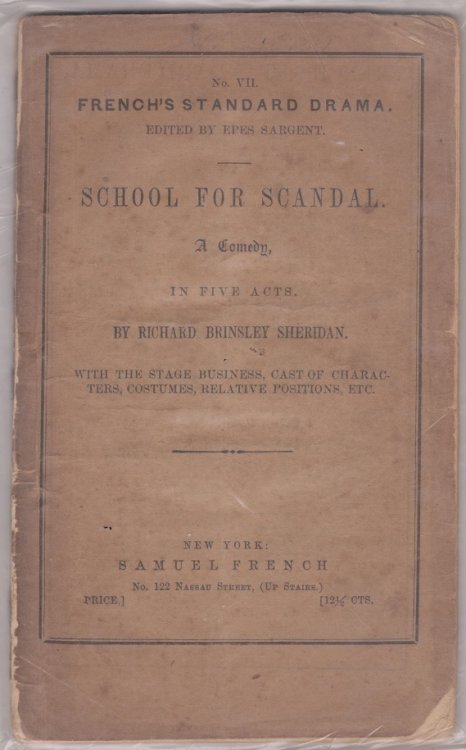 No. VII.
FRENCH'S STANDARD DRAMA.
EDITED BY EPES SARGENT.
SCHOOL FOR SCANDAL.
A Comedy,
IN FIVE ACTS.
BY RICHARD BRINSLEY SHERIDAN.
WITH THE STAGE BUSINESS, CAST OF CHARAC-
TERS, COSTUMES, RELATIVE POSITIONS, ETC.
NEW YORK:
SAMUEL FRENCH
No. 122 Nassau Street, (Up Stairs.)
PRICE.] [12½ CTS.